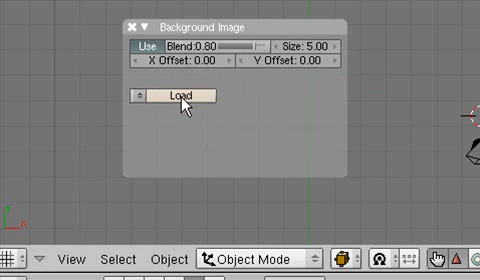 Background Image
Use Blend:0.80 Size: 5.00
X Offset: 0.00 Y Offset: 0.00
Load
x
View Select Object Object Mode